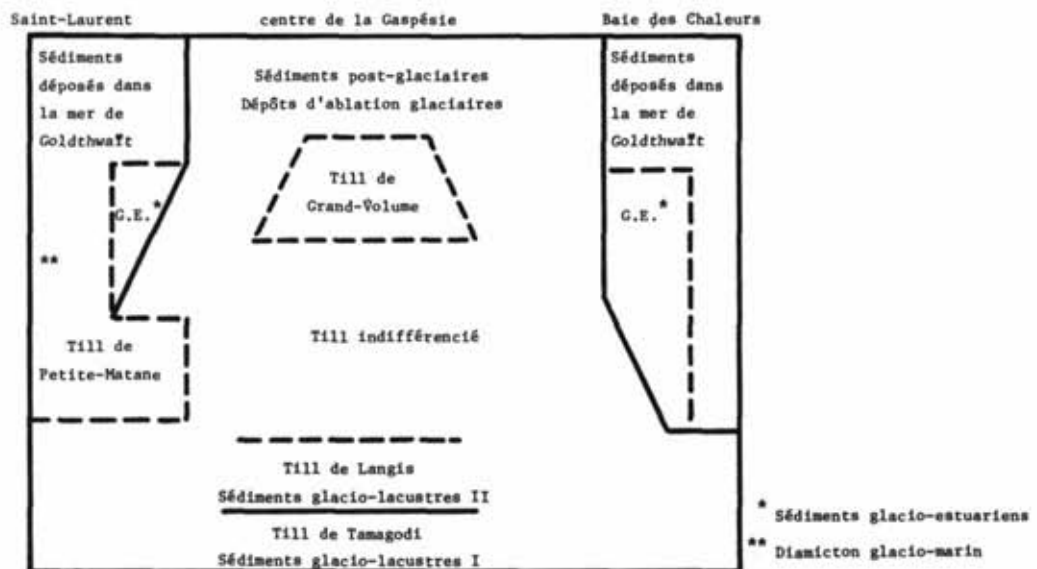 Saint-Laurent
centre de la Gaspésie
Baie des Chaleurs
Sédiments
déposés dans
la mer de
Goldthwaït
G.E.*
**
Till de
Petite-Matane
Sédiments post-glaciaires
Dépôts d'ablation glaciaires
Till de
Grand-Volume
Till indifférencié
Till de Langis
Sédiments glacio-lacustres II
Till de Tamagodi
Sédiments glacio-lacustres I
Sédiments
déposés dans
la mer de
Goldthwaït
G.E.*
* Sédiments glacio-estuariens
** Diamicton glacio-marin